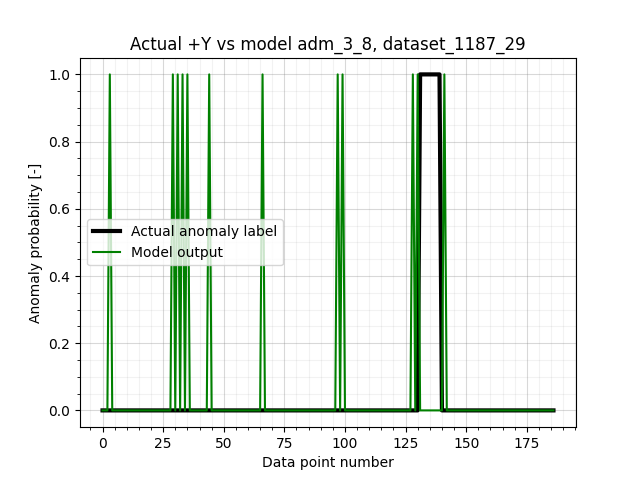 Actual +Y vs model adm_3_8, dataset_1187_29
1.0
0.8
0.6
0.4
0.2
0.0
Anomaly probability [-]
Actual anomaly label
Model output
0 25 50 75 100 125 150 175
Data point number